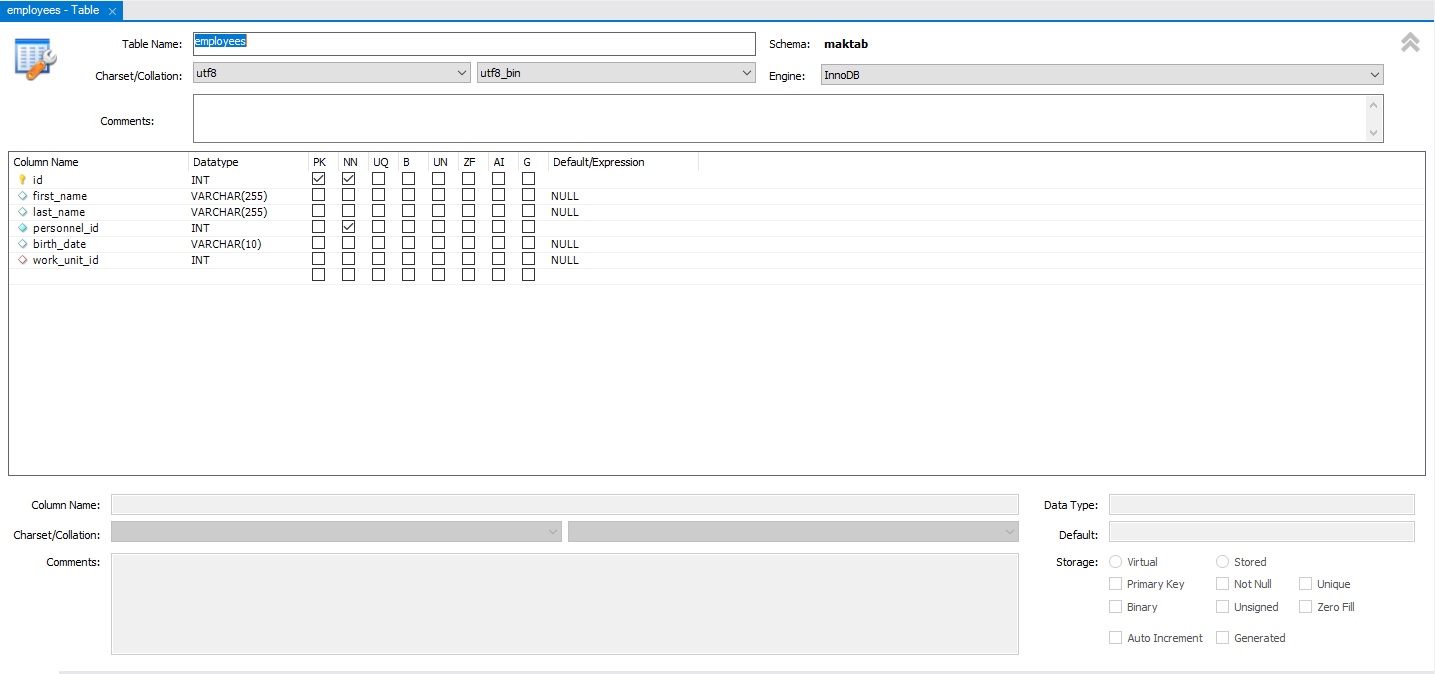 employees - Table
Table Name: employees Schema: maktab
Charset/Collation: utf8 utf8_bin Engine: InnoDB
Comments:
Column Name Datatype PK NN UQ B UN ZF AI G Default/Expression
id INT
first_name VARCHAR(255) NULL
last_name VARCHAR(255) NULL
personnel_id INT
birth_date VARCHAR(10) NULL
work_unit_id INT NULL
Column Name: Data Type:
Charset/Collation: Default:
Comments: Storage: Virtual Stored
Primary Key Not Null Unique
Binary Unsigned Zero Fill
Auto Increment Generated